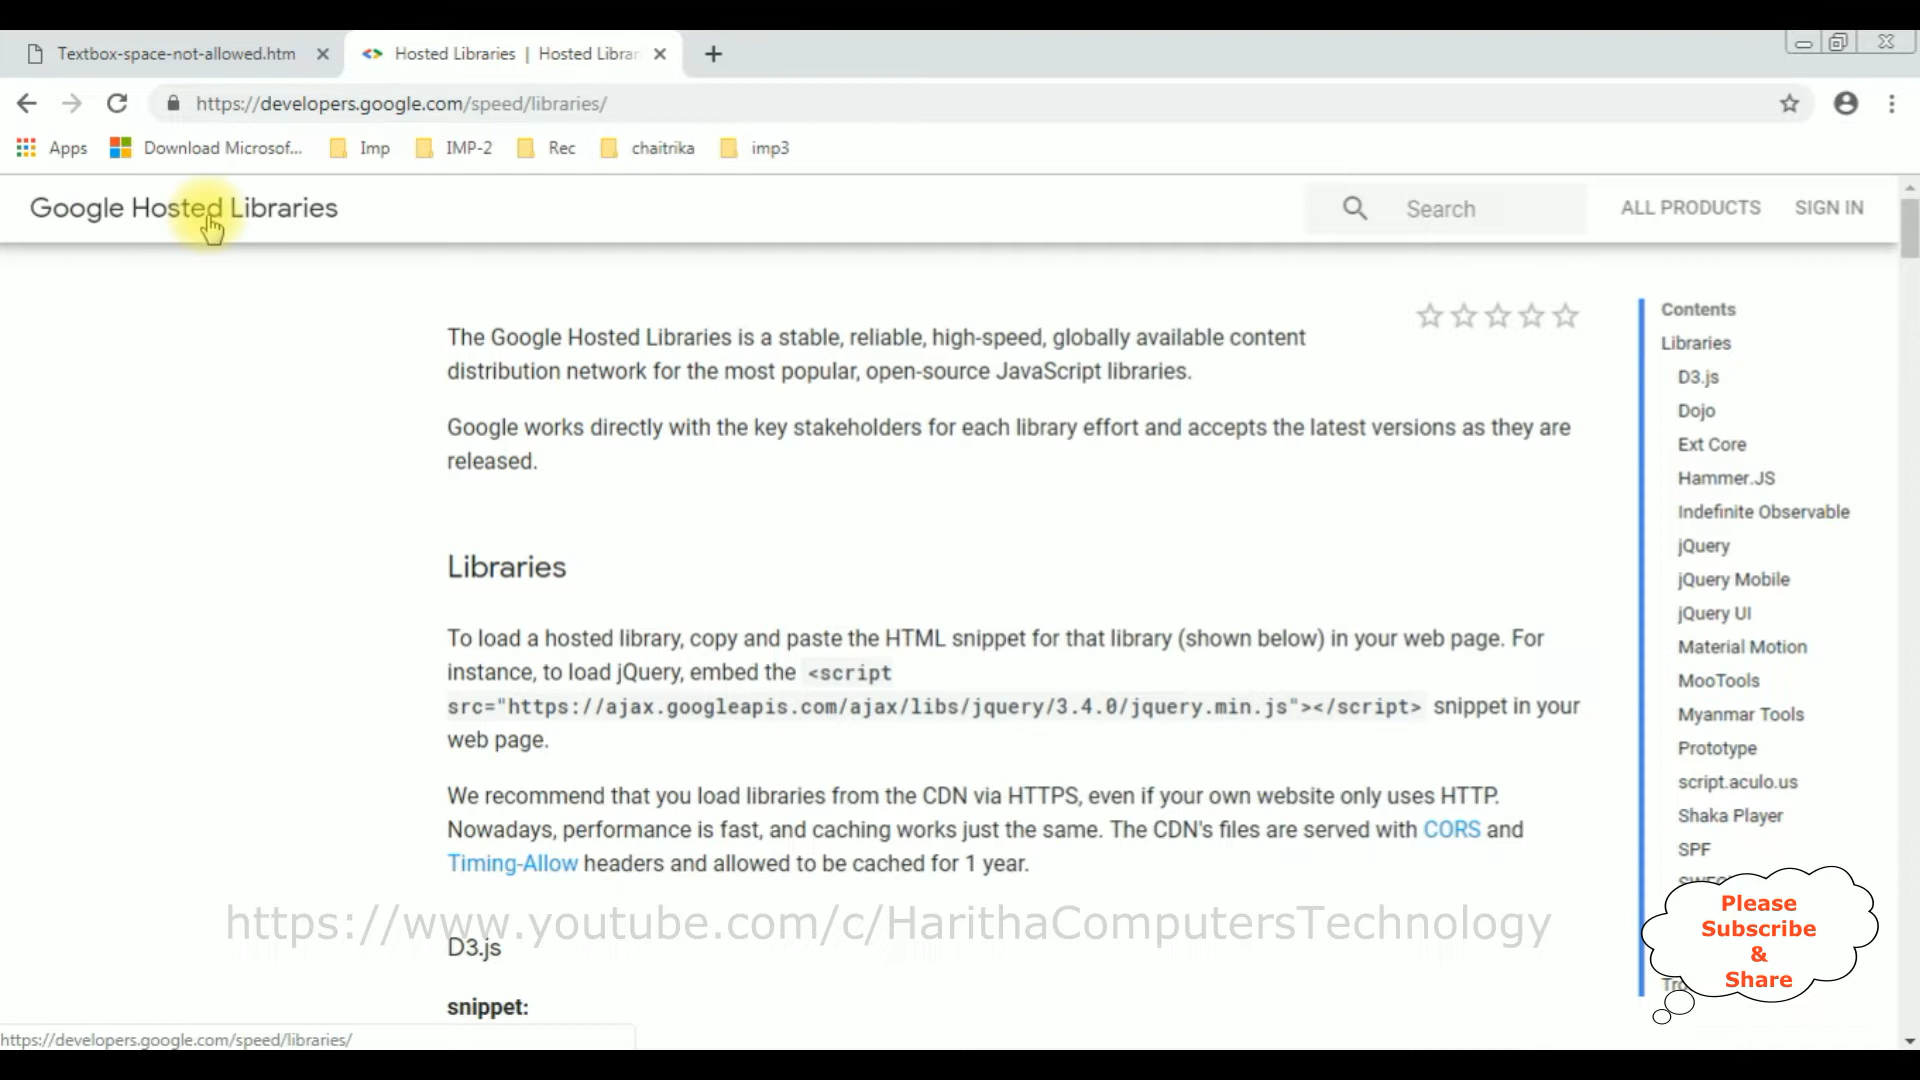 Textbox-space-not-allowed.htm
Hosted Libraries | Hosted Librar
https://developers.google.com/speed/libraries/
Apps
Download Microsof...
Imp
IMP-2
Rec
chaitrika
imp3
Google Hosted Libraries
Search
ALL PRODUCTS
SIGN IN
The Google Hosted Libraries is a stable, reliable, high-speed, globally available content
distribution network for the most popular, open-source JavaScript libraries.
Google works directly with the key stakeholders for each library effort and accepts the latest versions as they are
released.
Libraries
To load a hosted library, copy and paste the HTML snippet for that library (shown below) in your web page. For
instance, to load jQuery, embed the <script
src="https://ajax.googleapis.com/ajax/libs/jquery/3.4.0/jquery.min.js"></script> snippet in your
web page.
We recommend that you load libraries from the CDN via HTTPS, even if your own website only uses HTTP.
Nowadays, performance is fast, and caching works just the same. The CDN's files are served with CORS and
Timing-Allow headers and allowed to be cached for 1 year.
https://www.youtube.com/c/HarithaComputersTechnology
D3.js
snippet:
https://developers.google.com/speed/libraries/
Contents
Libraries
D3.js
Dojo
Ext Core
Hammer.JS
Indefinite Observable
jQuery
jQuery Mobile
jQuery UI
Material Motion
MooTools
Myanmar Tools
Prototype
script.aculo.us
Shaka Player
SPF
Please
Subscribe
&
Share